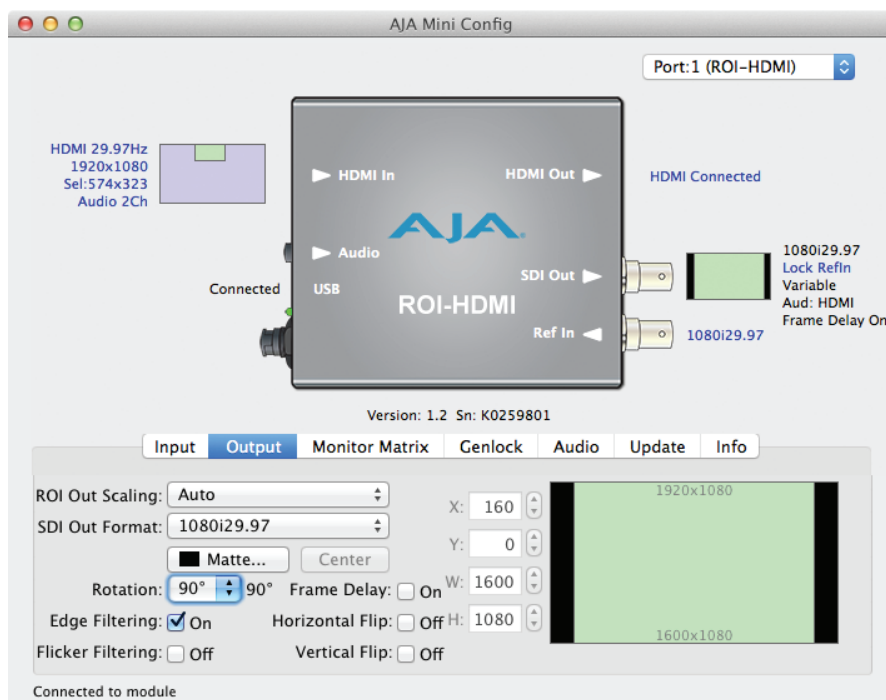 AJA Mini Config
Port:1 (ROI-HDMI)
HDMI 29.97Hz
1920x1080
Sel:574x323
Audio 2Ch
HDMI In
HDMI Out
HDMI Connected
AJA
Audio
Connected
USB
SDI Out
ROI-HDMI
Ref In
1080i29.97
Lock RefIn
Variable
Aud: HDMI
Frame Delay On
1080i29.97
Version: 1.2 Sn: K0259801
Input Output Monitor Matrix Genlock Audio Update Info
ROI Out Scaling: Auto
SDI Out Format: 1080i29.97
Matte... Center
Rotation: 90° 90° Frame Delay: On
Edge Filtering: On Horizontal Flip: Off
Flicker Filtering: Off Vertical Flip: Off
X: 160
Y: 0
W: 1600
H: 1080
1920x1080
1600x1080
Connected to module